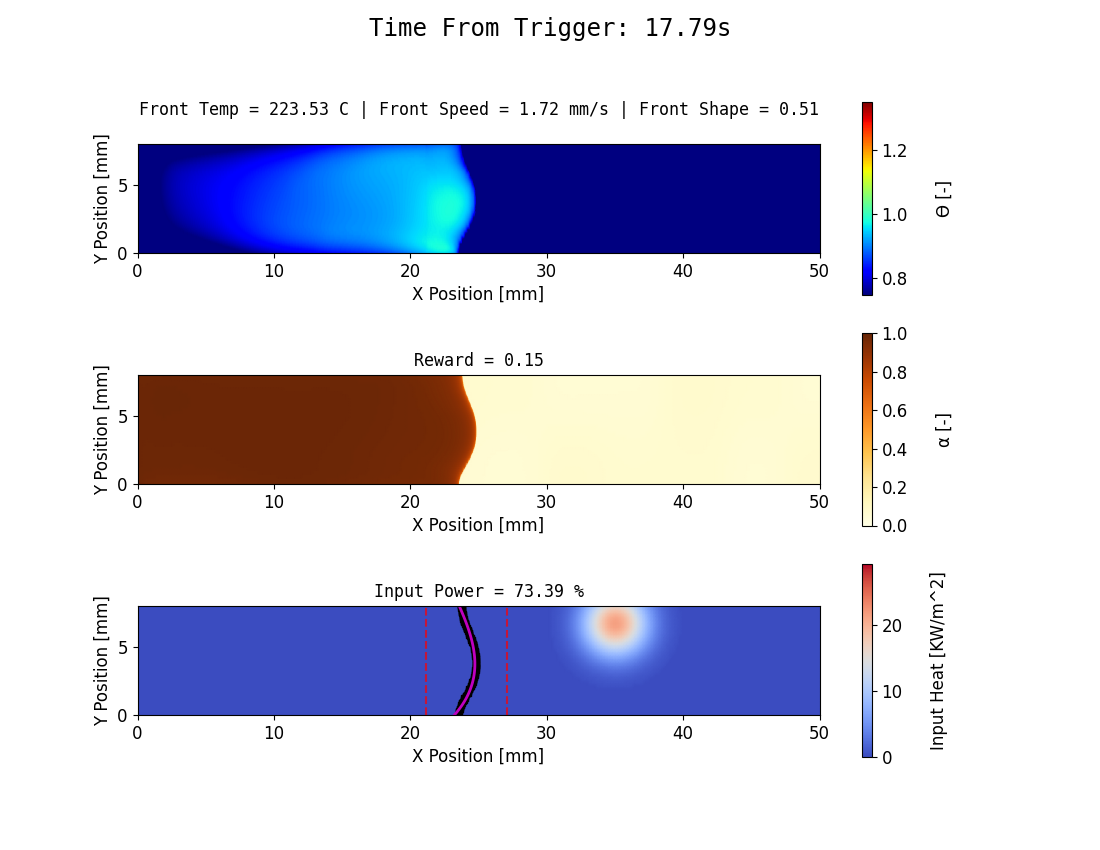 Time From Trigger: 17.79s
Front Temp = 223.53 C | Front Speed = 1.72 mm/s | Front Shape = 0.51
Y Position [mm]
5
0
0 10 20 30 40 50
X Position [mm]
1.2
1.0
0.8
Θ [-]
Reward = 0.15
Y Position [mm]
5
0
0 10 20 30 40 50
X Position [mm]
1.0
0.8
0.6
0.4
0.2
0.0
α [-]
Input Power = 73.39 %
Y Position [mm]
5
0
0 10 20 30 40 50
X Position [mm]
20
10
0
Input Heat [KW/m^2]